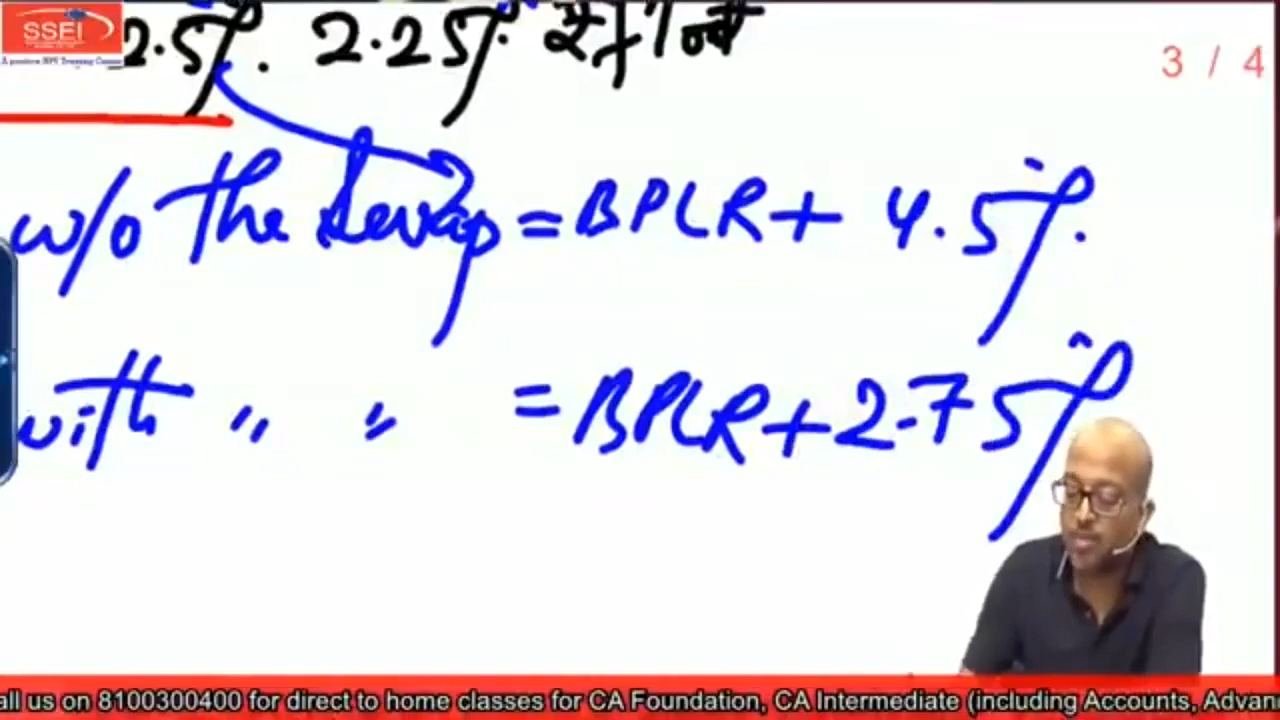 SSEI
2.5%. 2.25%.
3 / 4
w/o the Swap = BPLR + 4.5%.
with " " = BPLR + 2.75%
all us on 8100300400 for direct to home classes for CA Foundation, CA Intermediate (including Accounts, Advan